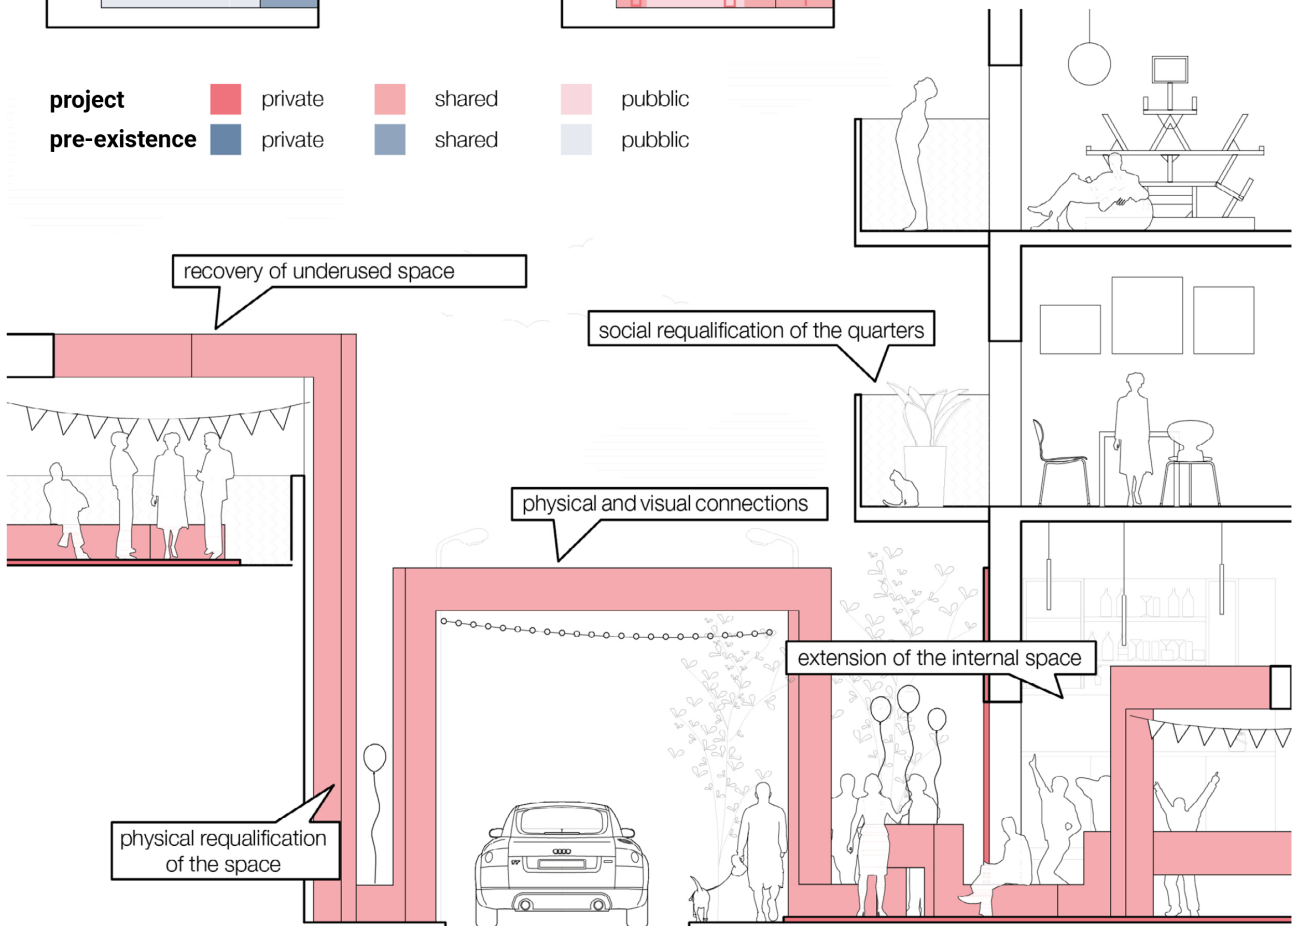 project private shared pubblic
pre-existence private shared pubblic
recovery of underused space
social requalification of the quarters
physical and visual connections
extension of the internal space
physical requalification
of the space